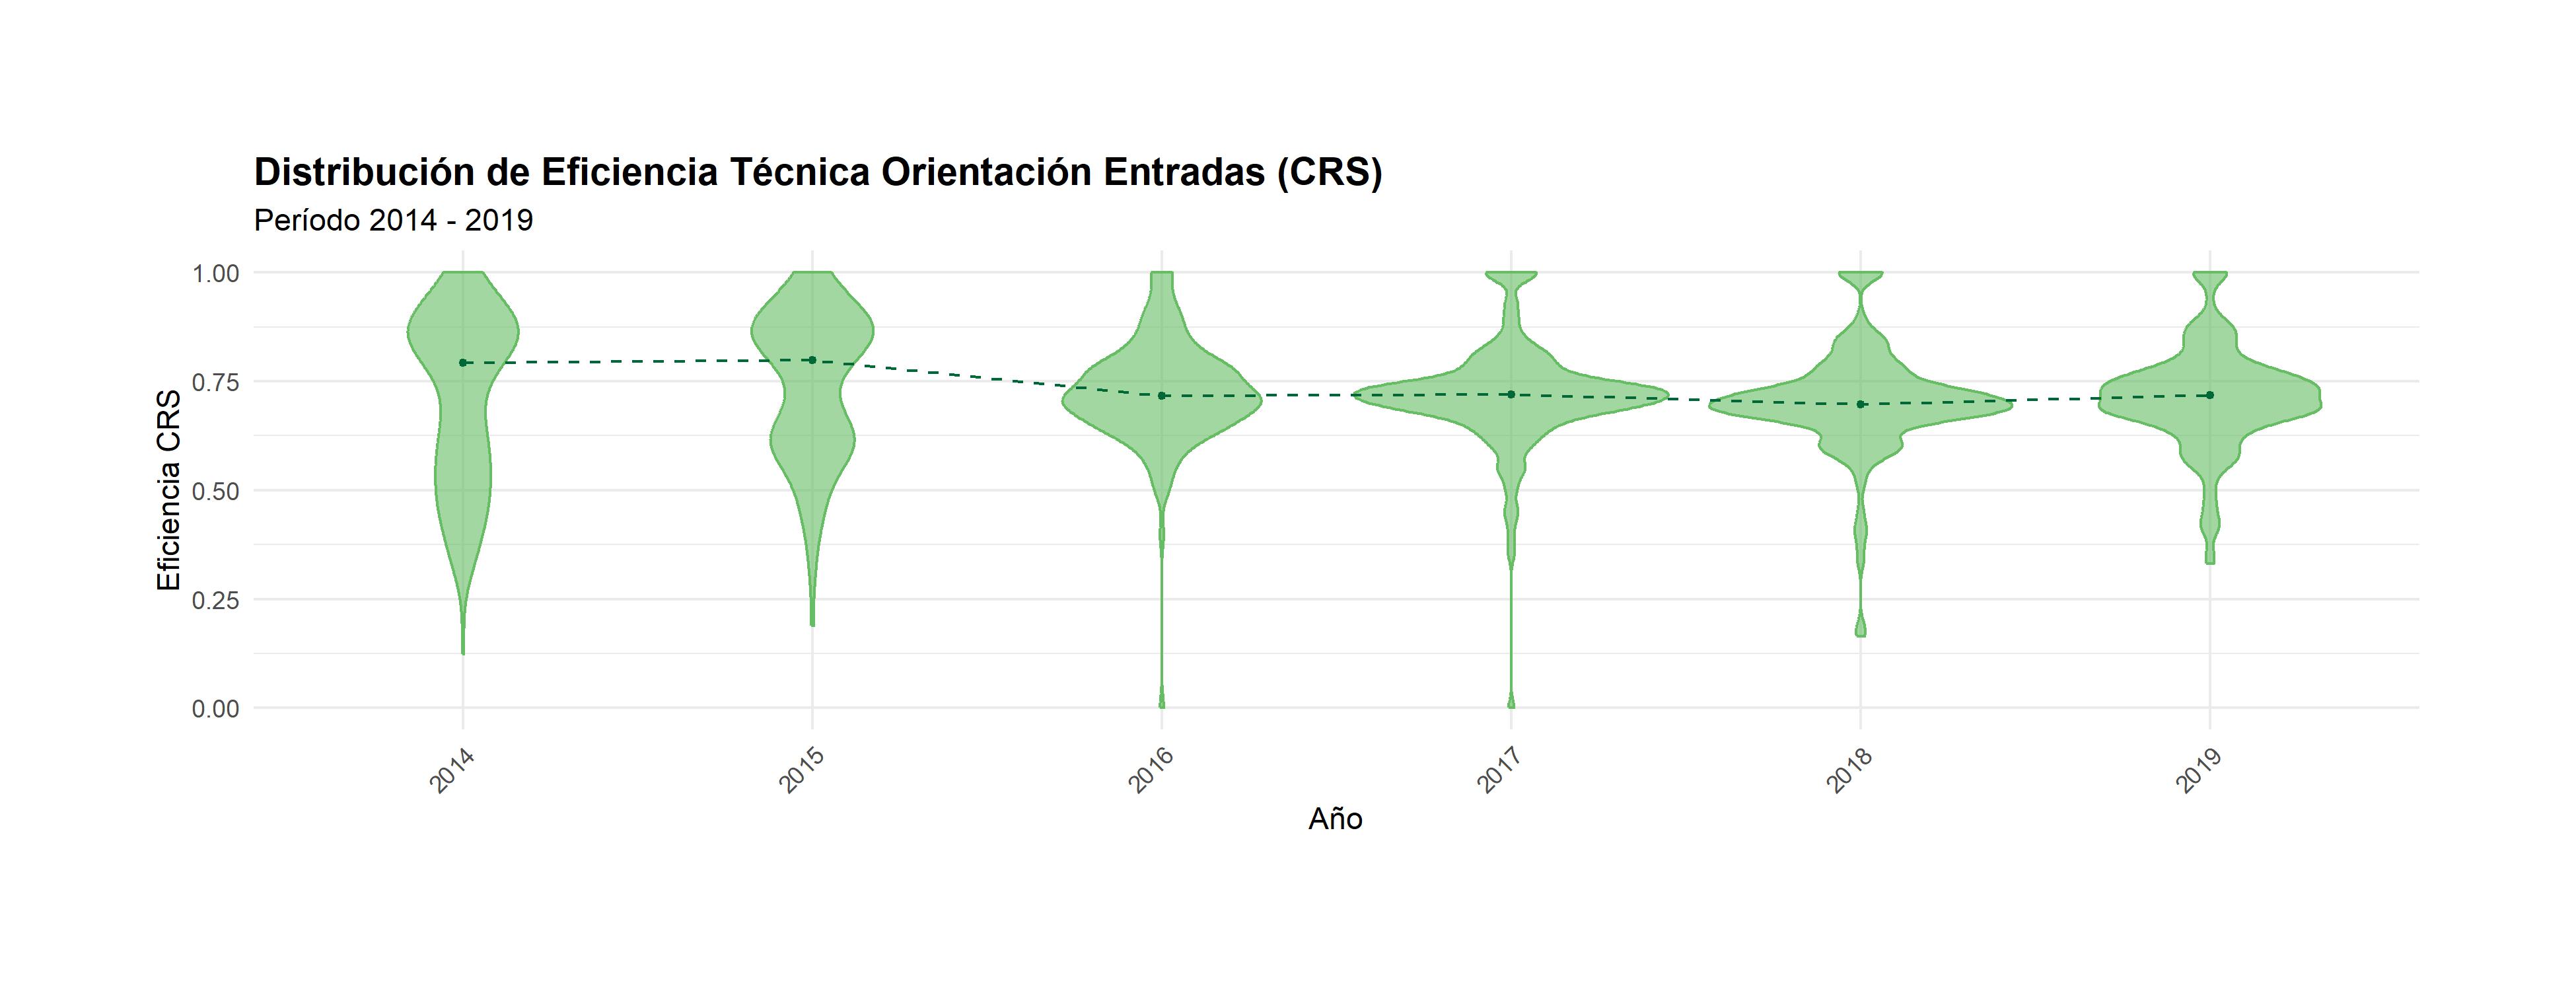 Distribución de Eficiencia Técnica Orientación Entradas (CRS)
Período 2014 - 2019
Eficiencia CRS
1.00
0.75
0.50
0.25
0.00
2014
2015
2016
2017
2018
2019
Año